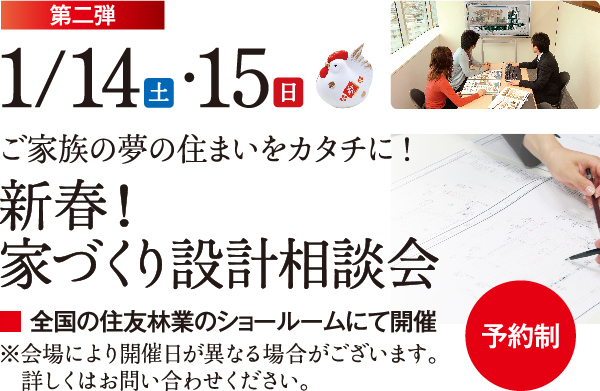 第二弾
1/14土・15日
ご家族の夢の住まいをカタチに！
新春！
家づくり設計相談会
■ 全国の住友林業のショールームにて開催
※会場により開催日が異なる場合がございます。
詳しくはお問い合わせください。
予約制